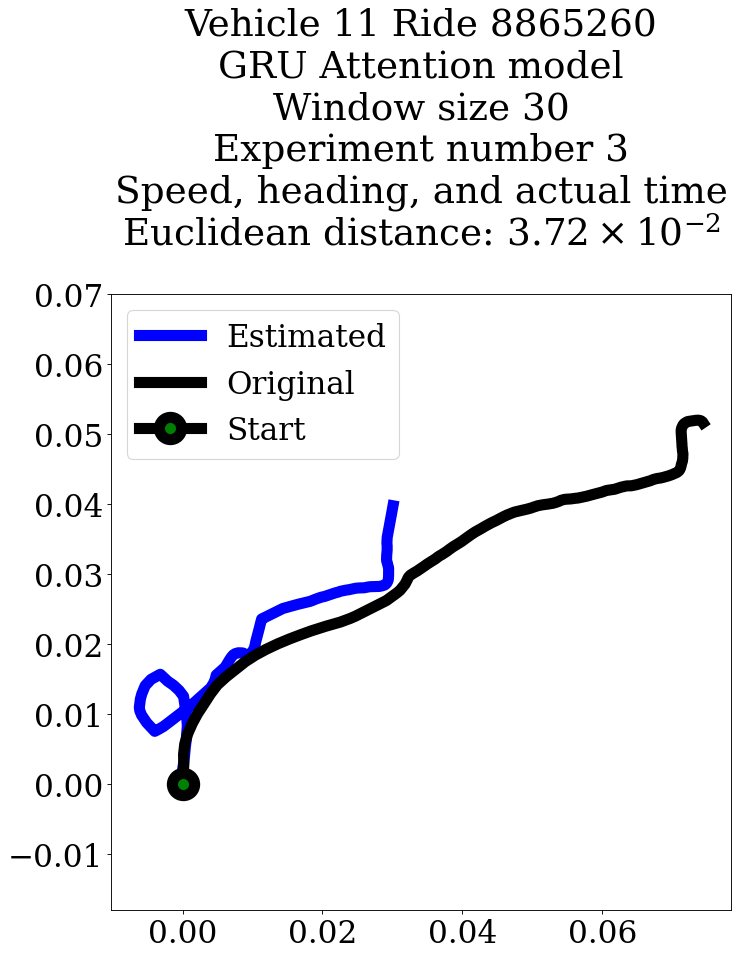 Vehicle 11 Ride 8865260
GRU Attention model
Window size 30
Experiment number 3
Speed, heading, and actual time
Euclidean distance: 3.72 × 10⁻²
0.07
0.06
0.05
0.04
0.03
0.02
0.01
0.00
−0.01
Estimated
Original
Start
0.00 0.02 0.04 0.06